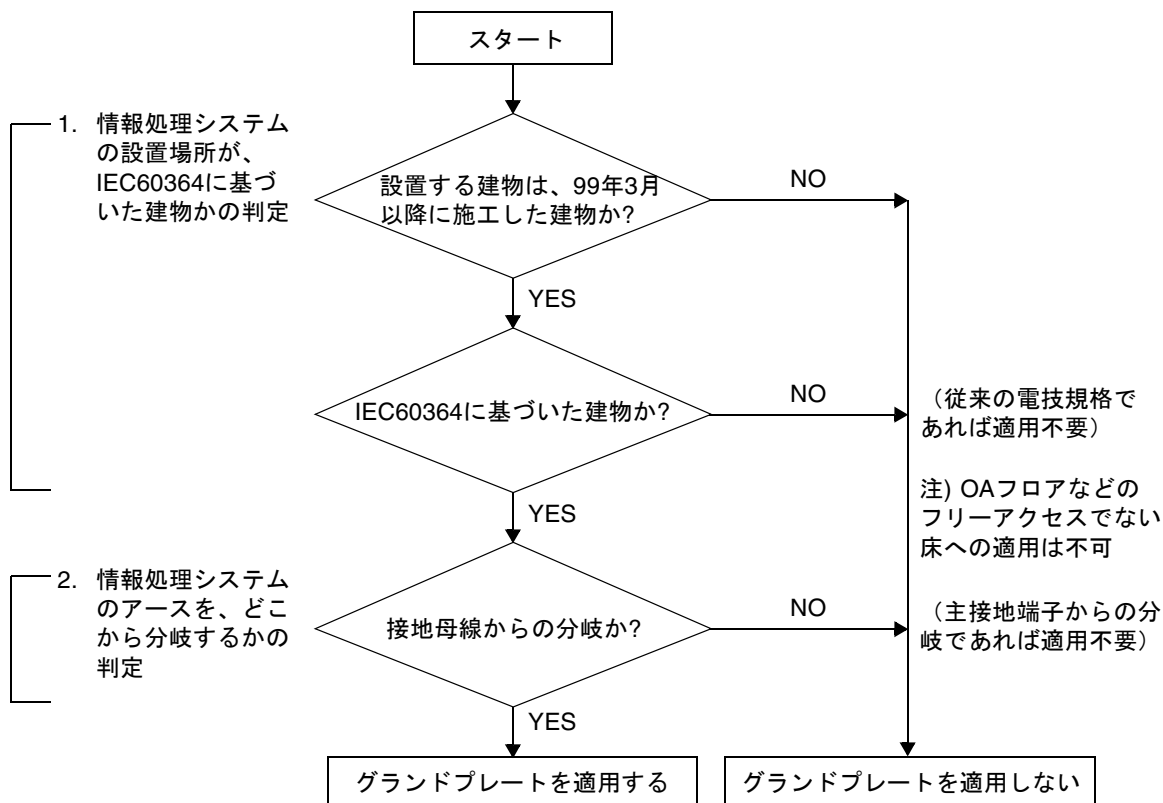 スタート
1. 情報処理システム
の設置場所が、
IEC60364に基づ
いた建物かの判定
設置する建物は、99年3月
以降に施工した建物か?
NO
YES
IEC60364に基づいた建物か?
NO
（従来の電技規格で
あれば適用不要）
YES
注) OAフロアなどの
フリーアクセスでない
床への適用は不可
2. 情報処理システム
のアースを、どこ
から分岐するかの
判定
接地母線からの分岐か?
NO
（主接地端子からの分
岐であれば適用不要）
YES
グランドプレートを適用する
グランドプレートを適用しない